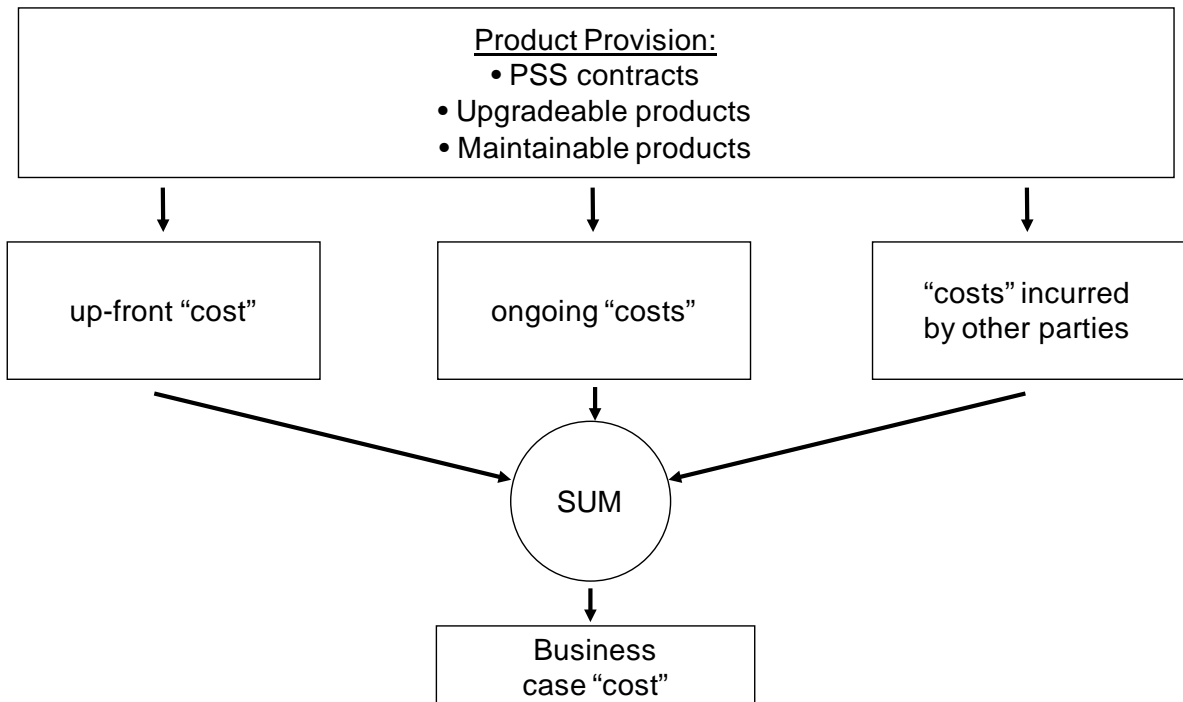 Product Provision:
• PSS contracts
• Upgradeable products
• Maintainable products
up-front “cost”
ongoing “costs”
“costs” incurred
by other parties
SUM
Business
case “cost”